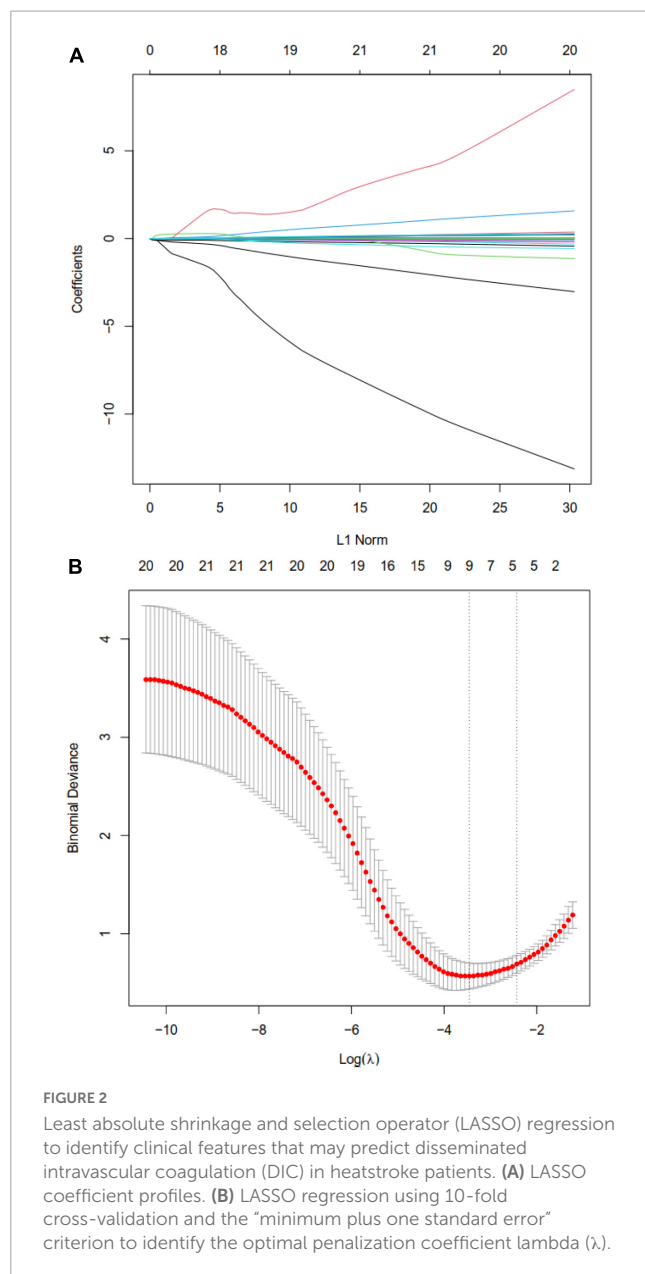 A
0 18 19 21 21 20 20
5
0
−5
−10
Coefficients
0 5 10 15 20 25 30
L1 Norm
B
20 20 21 21 21 20 20 19 16 15 9 9 7 5 5 2
4
3
2
1
Binomial Deviance
−10 −8 −6 −4 −2
Log(λ)
FIGURE 2
Least absolute shrinkage and selection operator (LASSO) regression
to identify clinical features that may predict disseminated
intravascular coagulation (DIC) in heatstroke patients. (A) LASSO
coefficient profiles. (B) LASSO regression using 10-fold
cross-validation and the “minimum plus one standard error”
criterion to identify the optimal penalization coefficient lambda (λ).